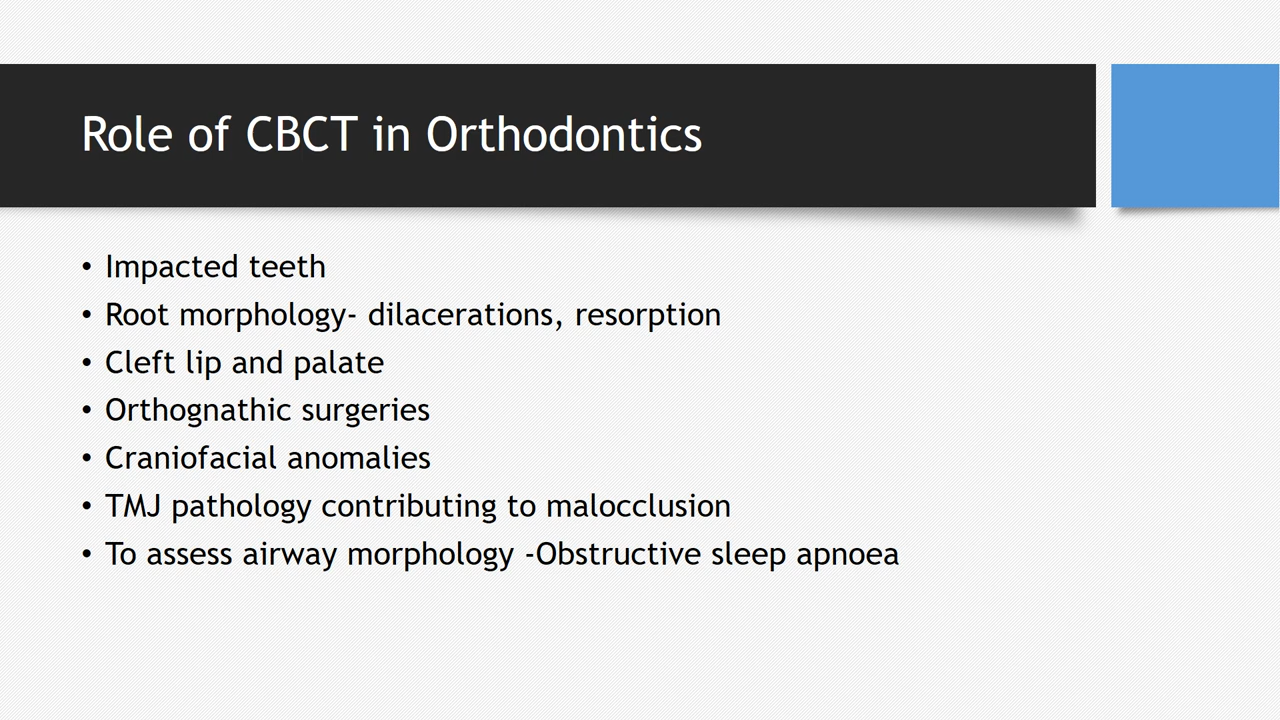 Role of CBCT in Orthodontics
• Impacted teeth
• Root morphology- dilacerations, resorption
• Cleft lip and palate
• Orthognathic surgeries
• Craniofacial anomalies
• TMJ pathology contributing to malocclusion
• To assess airway morphology -Obstructive sleep apnoea